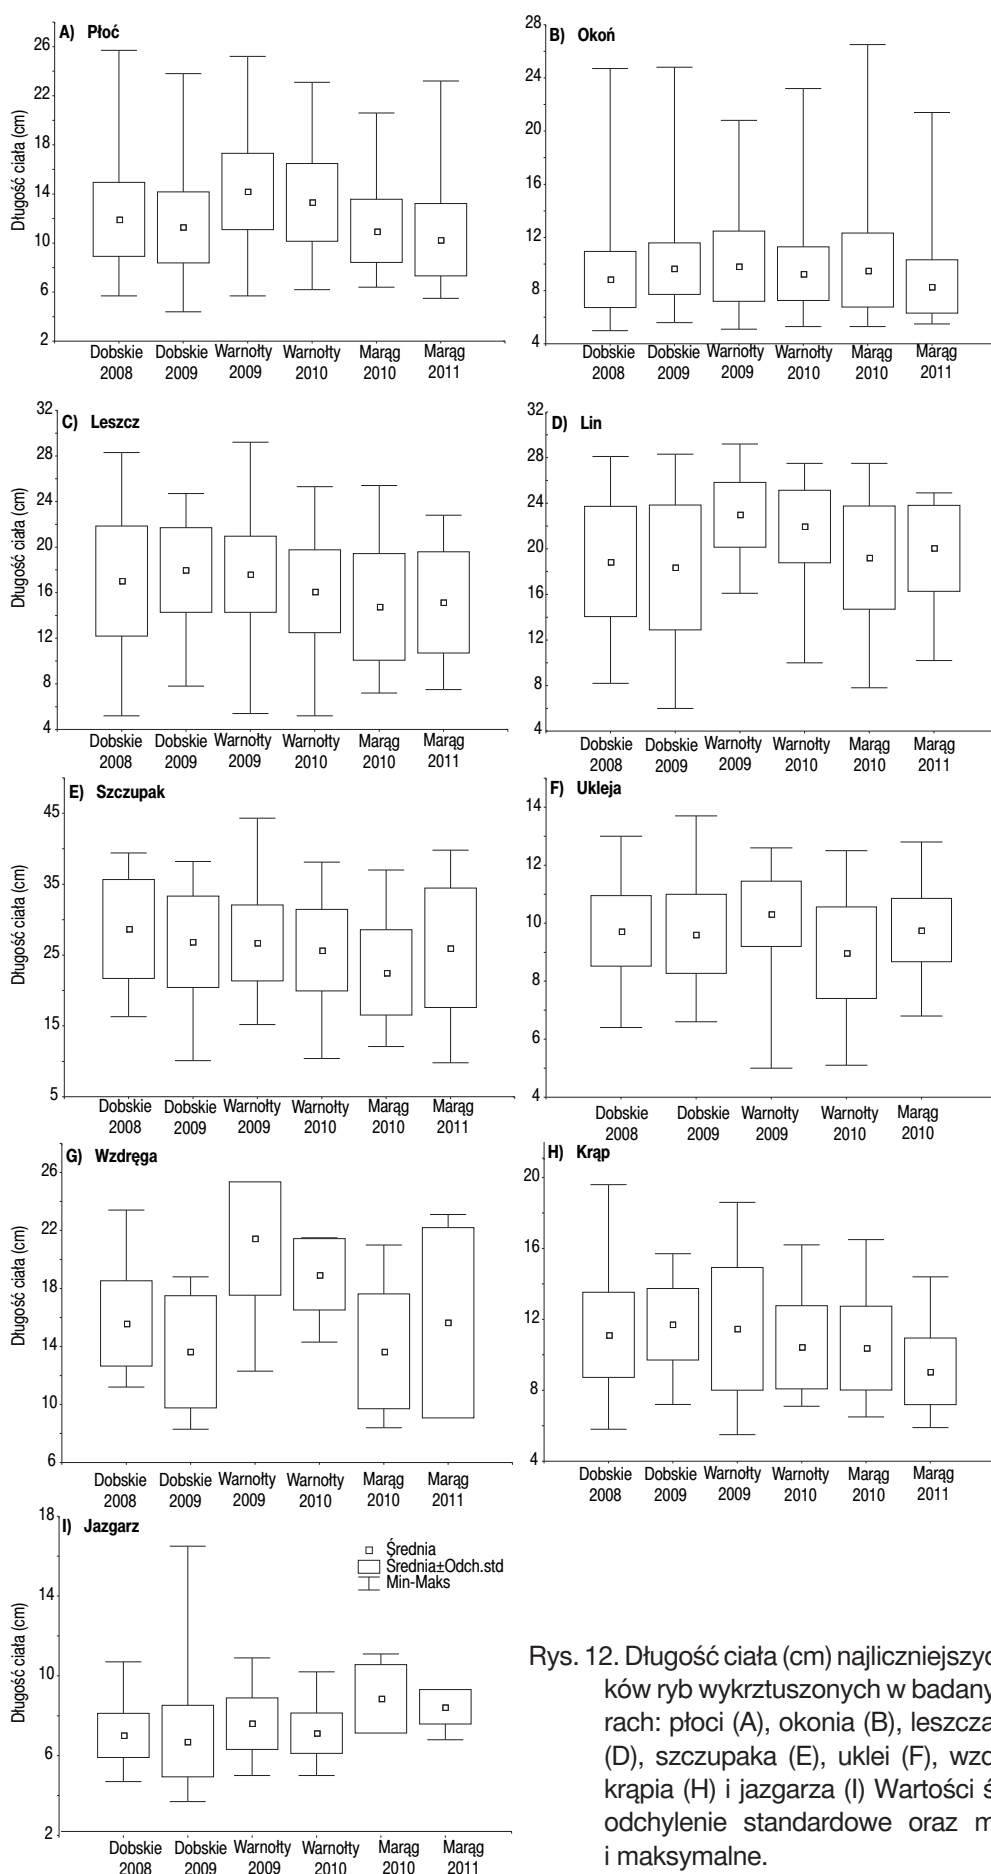 A) Płoć
Długość ciała (cm)
26
22
18
14
10
6
2
Dobskie 2008
Dobskie 2009
Warnołty 2009
Warnołty 2010
Marąg 2010
Marąg 2011
B) Okoń
28
24
20
16
12
8
4
Dobskie 2008
Dobskie 2009
Warnołty 2009
Warnołty 2010
Marąg 2010
Marąg 2011
C) Leszcz
Długość ciała (cm)
32
28
24
20
16
12
8
4
Dobskie 2008
Dobskie 2009
Warnołty 2009
Warnołty 2010
Marąg 2010
Marąg 2011
D) Lin
32
28
24
20
16
12
8
4
Dobskie 2008
Dobskie 2009
Warnołty 2009
Warnołty 2010
Marąg 2010
Marąg 2011
E) Szczupak
Długość ciała (cm)
45
35
25
15
5
Dobskie 2008
Dobskie 2009
Warnołty 2009
Warnołty 2010
Marąg 2010
Marąg 2011
F) Ukleja
14
12
10
8
6
4
Dobskie 2008
Dobskie 2009
Warnołty 2009
Warnołty 2010
Marąg 2010
G) Wzdręga
Długość ciała (cm)
26
22
18
14
10
6
Dobskie 2008
Dobskie 2009
Warnołty 2009
Warnołty 2010
Marąg 2010
Marąg 2011
H) Krąp
20
16
12
8
4
Dobskie 2008
Dobskie 2009
Warnołty 2009
Warnołty 2010
Marąg 2010
Marąg 2011
I) Jazgarz
Długość ciała (cm)
18
14
10
6
2
Średnia
Średnia±Odch.std
Min-Maks
Dobskie 2008
Dobskie 2009
Warnołty 2009
Warnołty 2010
Marąg 2010
Marąg 2011
Rys. 12. Długość ciała (cm) najliczniejszyc
ków ryb wykrztuszonych w badany
rach: płoci (A), okonia (B), leszcza
(D), szczupaka (E), uklei (F), wzd
krąpia (H) i jazgarza (I) Wartości ś
odchylenie standardowe oraz m
i maksymalne.